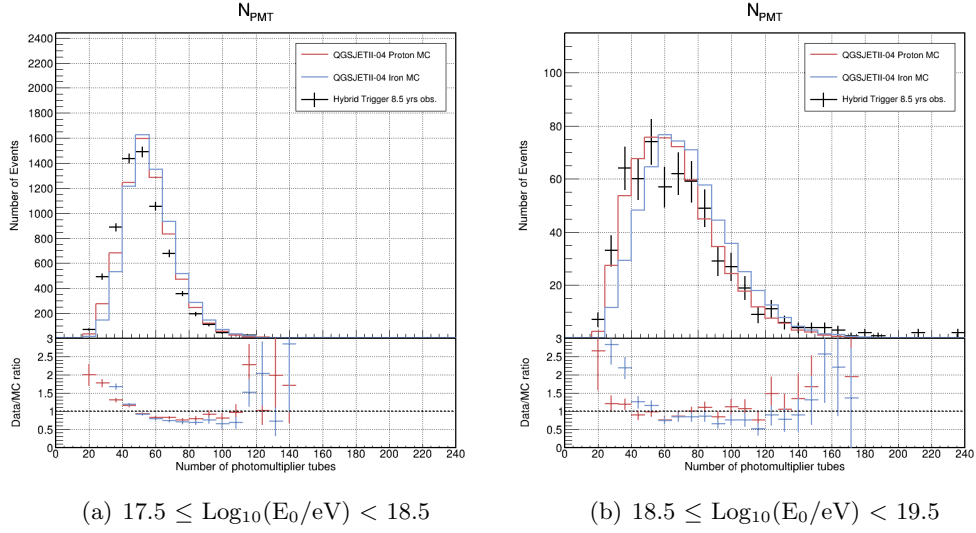 N_PMT
Number of Events
2400
2200
2000
1800
1600
1400
1200
1000
800
600
400
200
QGSJETII-04 Proton MC
QGSJETII-04 Iron MC
Hybrid Trigger 8.5 yrs obs.
Data/MC ratio
3
2.5
2
1.5
1
0.5
0
0 20 40 60 80 100 120 140 160 180 200 220 240
Number of photomultiplier tubes
(a) 17.5 ≤ Log₁₀(E₀/eV) < 18.5
N_PMT
Number of Events
100
80
60
40
20
QGSJETII-04 Proton MC
QGSJETII-04 Iron MC
Hybrid Trigger 8.5 yrs obs.
Data/MC ratio
3
2.5
2
1.5
1
0.5
0
0 20 40 60 80 100 120 140 160 180 200 220 240
Number of photomultiplier tubes
(b) 18.5 ≤ Log₁₀(E₀/eV) < 19.5